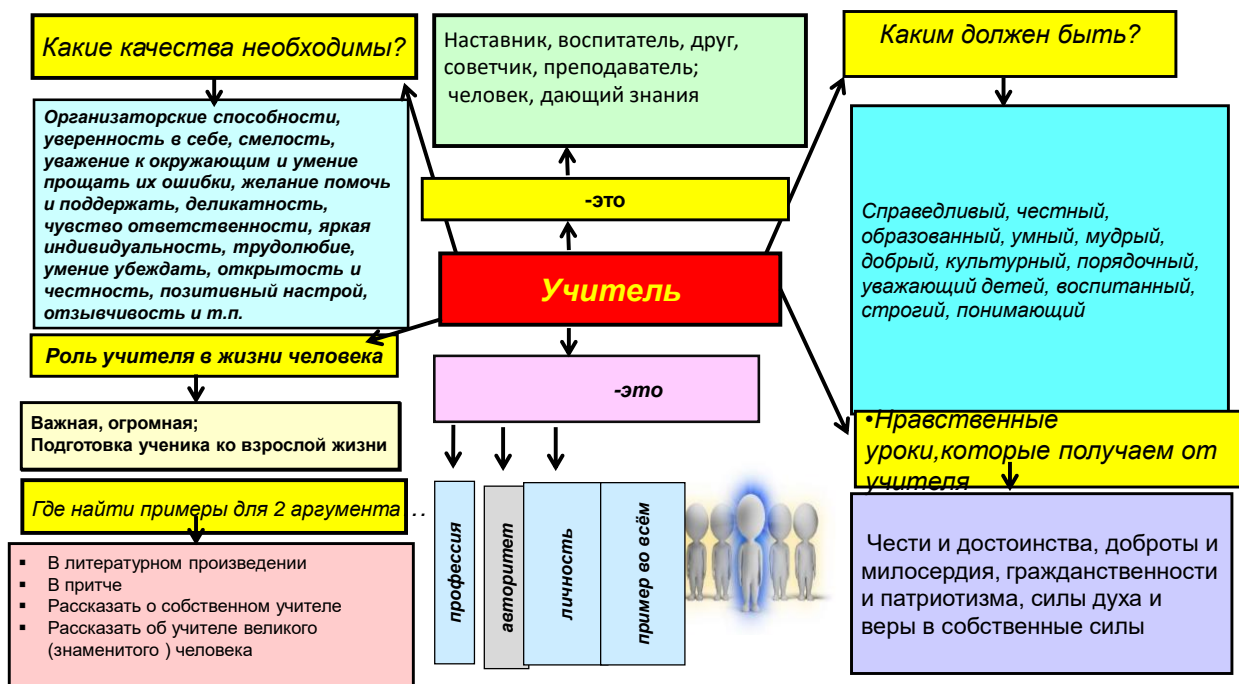 Какие качества необходимы?
Организаторские способности,
уверенность в себе, смелость,
уважение к окружающим и умение
прощать их ошибки, желание помочь
и поддержать, деликатность,
чувство ответственности, яркая
индивидуальность, трудолюбие,
умение убеждать, открытость и
честность, позитивный настрой,
отзывчивость и т.п.
Роль учителя в жизни человека
Важная, огромная;
Подготовка ученика ко взрослой жизни
Где найти примеры для 2 аргумента ..
▪ В литературном произведении
▪ В притче
▪ Рассказать о собственном учителе
▪ Рассказать об учителе великого
(знаменитого ) человека
Наставник, воспитатель, друг,
советчик, преподаватель;
человек, дающий знания
-это
Учитель
-это
профессия
авторитет
личность
пример во всём
Каким должен быть?
Справедливый, честный,
образованный, умный, мудрый,
добрый, культурный, порядочный,
уважающий детей, воспитанный,
строгий, понимающий
•Нравственные
уроки,которые получаем от
учителя
Чести и достоинства, доброты и
милосердия, гражданственности
и патриотизма, силы духа и
веры в собственные силы